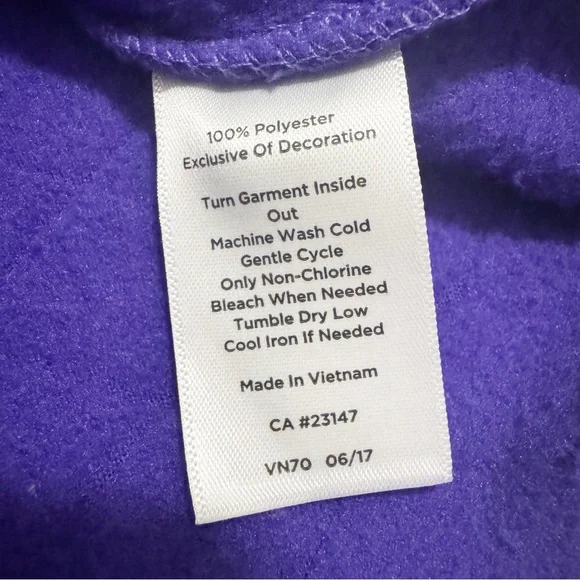 100% Polyester
Exclusive Of Decoration
Turn Garment Inside
Out
Machine Wash Cold
Gentle Cycle
Only Non-Chlorine
Bleach When Needed
Tumble Dry Low
Cool Iron If Needed
Made In Vietnam
CA #23147
VN70 06/17